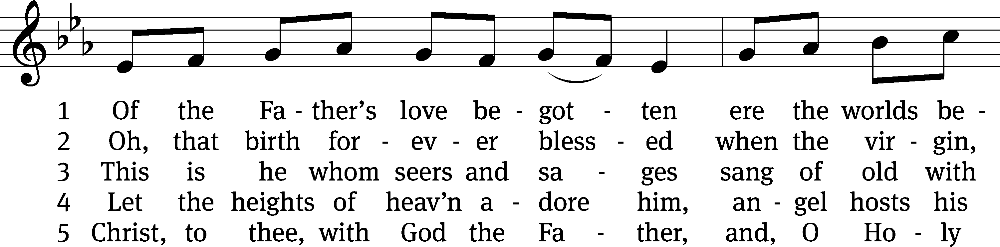 1 Of the Fa - ther’s love be - got - ten ere the worlds be -
2 Oh, that birth for - ev - er bless - ed when the vir - gin,
3 This is he whom seers and sa - ges sang of old with
4 Let the heights of heav’n a - dore him, an - gel hosts his
5 Christ, to thee, with God the Fa - ther, and, O Ho - ly